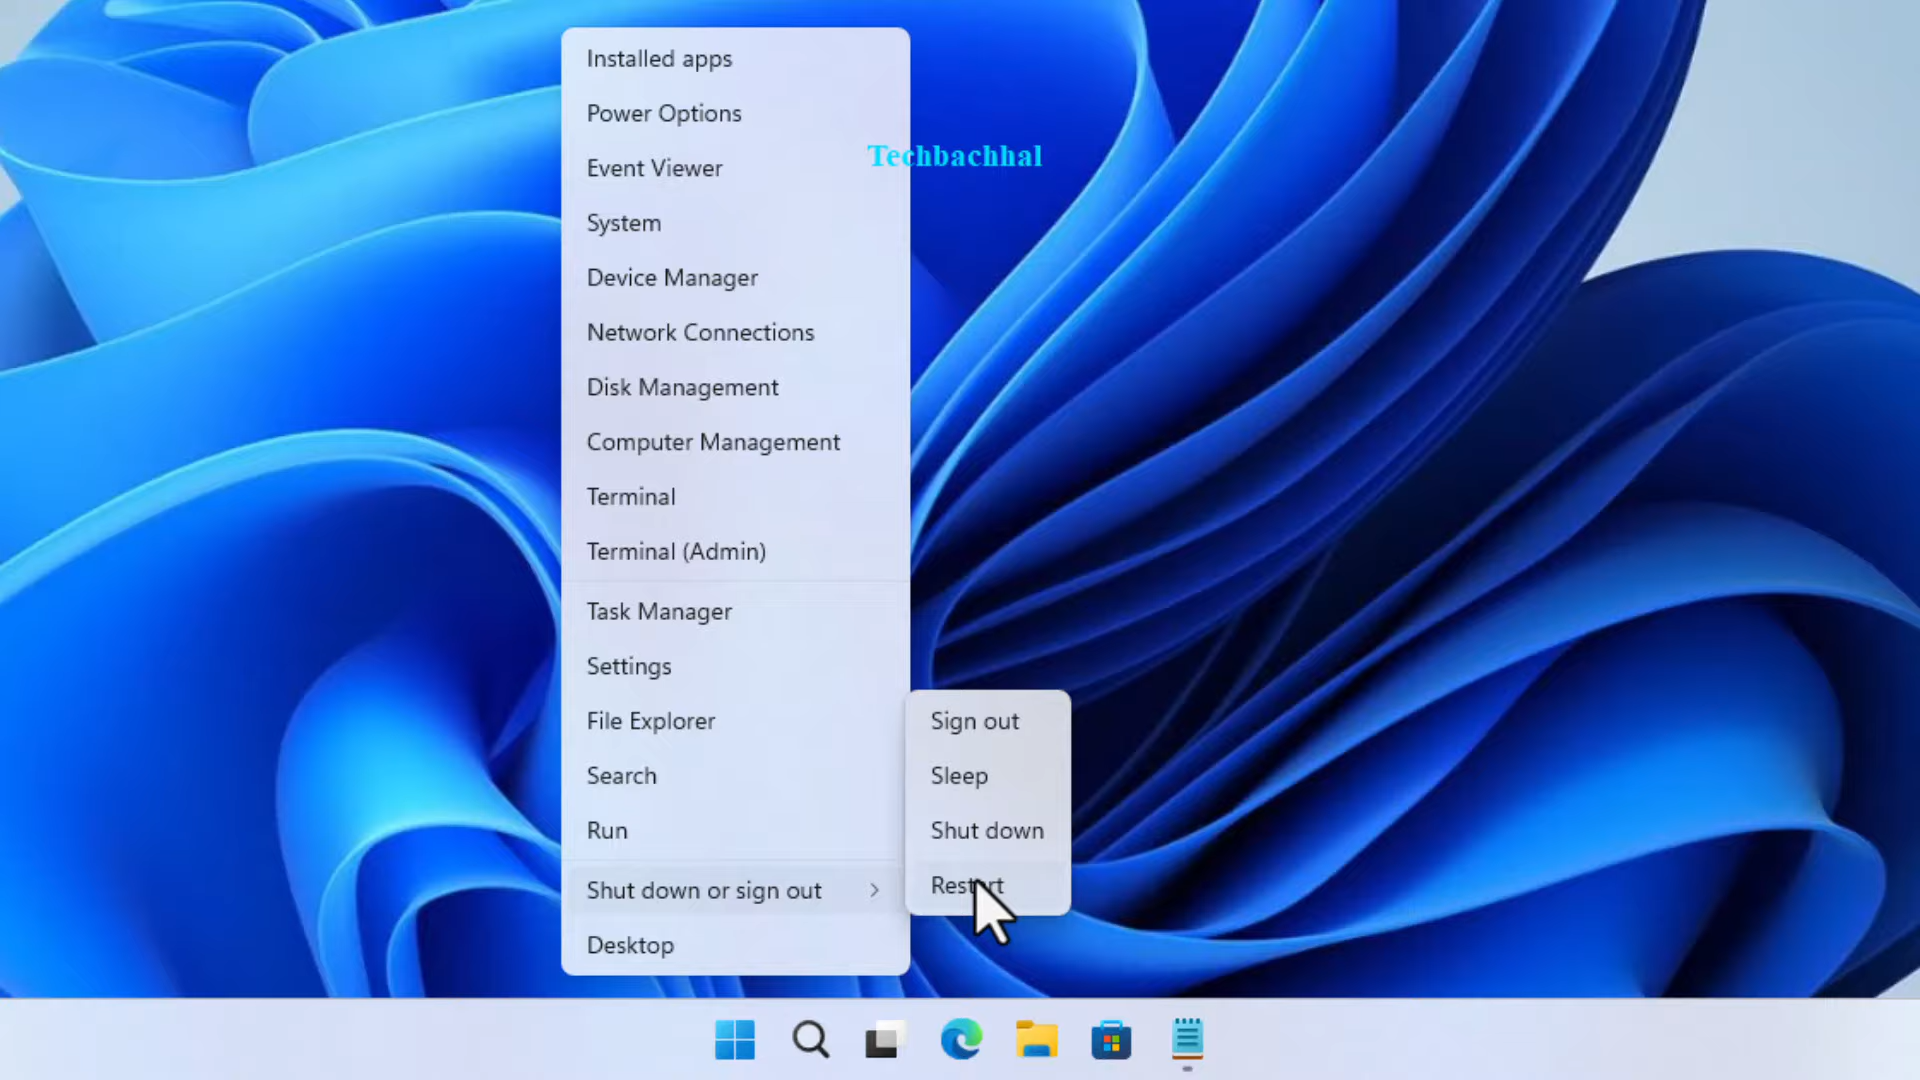 Installed apps
Power Options
Techbachhal
Event Viewer
System
Device Manager
Network Connections
Disk Management
Computer Management
Terminal
Terminal (Admin)
Task Manager
Settings
File Explorer
Search
Run
Shut down or sign out
Desktop
Sign out
Sleep
Shut down
Restart